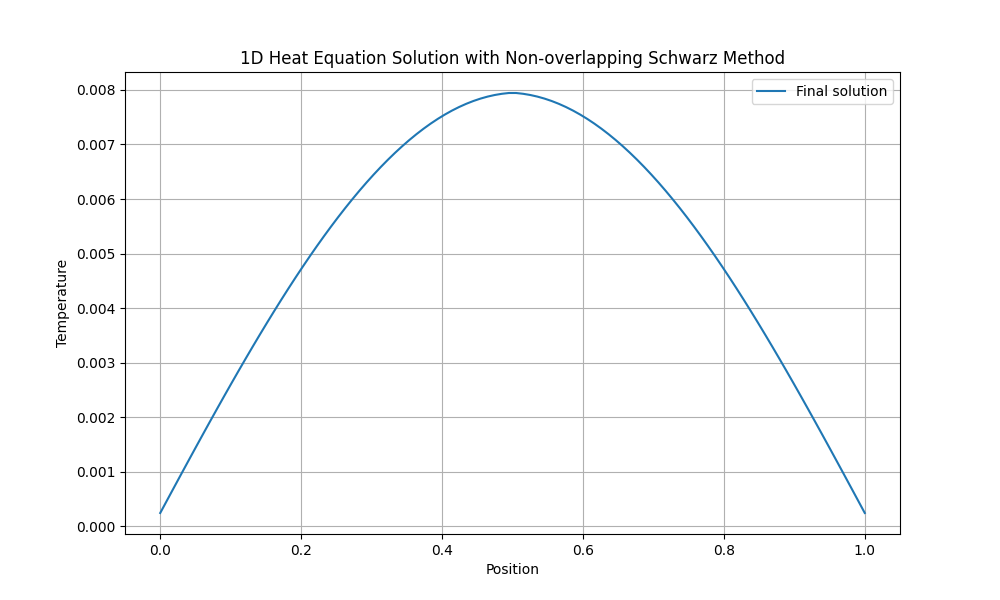 1D Heat Equation Solution with Non-overlapping Schwarz Method
Final solution
0.008
0.007
0.006
0.005
0.004
0.003
0.002
0.001
0.000
Temperature
0.0 0.2 0.4 0.6 0.8 1.0
Position